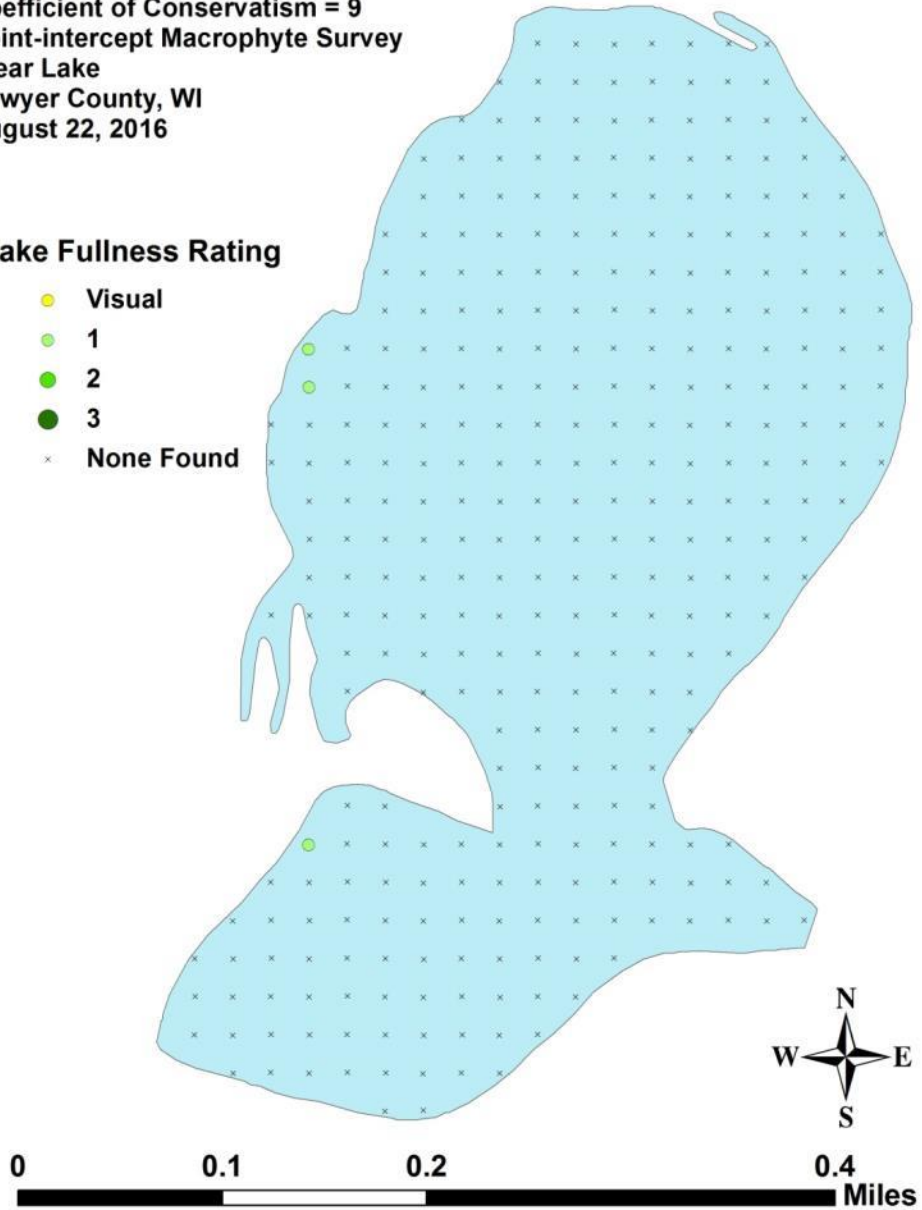 efficient of Conservatism = 9
int-intercept Macrophyte Survey
ear Lake
wyer County, WI
gust 22, 2016
ake Fullness Rating
Visual
1
2
3
None Found
N
W E
S
0 0.1 0.2 0.4
Miles